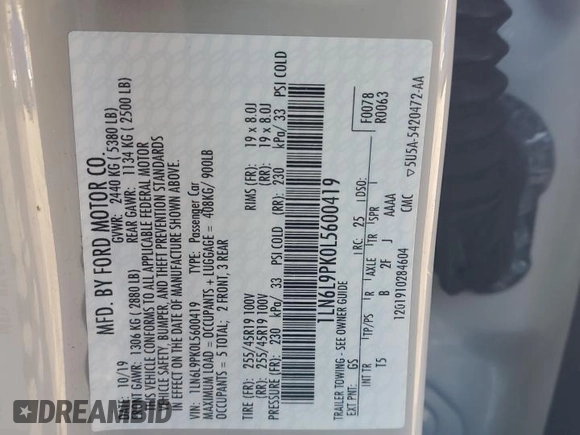 MFD. BY FORD MOTOR CO.
DATE: 10/19 GVWR: 2440 KG ( 5380 LB)
FRONT GAWR: 1306 KG ( 2880 LB) REAR GAWR: 1134 KG ( 2500 LB)
THIS VEHICLE CONFORMS TO ALL APPLICABLE FEDERAL MOTOR
VEHICLE SAFETY, BUMPER, AND THEFT PREVENTION STANDARDS
IN EFFECT ON THE DATE OF MANUFACTURE SHOWN ABOVE.
VIN: 1LN6L9PK0L5600419 TYPE: Passenger Car
MAXIMUM LOAD = OCCUPANTS + LUGGAGE = 408KG/ 900LB
OCCUPANTS = 5 TOTAL; 2 FRONT, 3 REAR
TIRE (FR): 255/45R19 100V RIMS (FR): 19 x 8.0J
TIRE (RR): 255/45R19 100V (RR): 19 x 8.0J
PRESSURE (FR): 230 kPa/ 33 PSI COLD (RR): 230 kPa/ 33 PSI COLD
1LN6L9PK0L5600419
TRAILER TOWING - SEE OWNER GUIDE
EXT PNT: GS RC: 25 DSO: F0078
INT TR TP/PS R AXLE TR SPR R0063
T5 B 2F J AAAA
1201910284604 CMC ▽5U5A-5420472-AA
DREAMBID